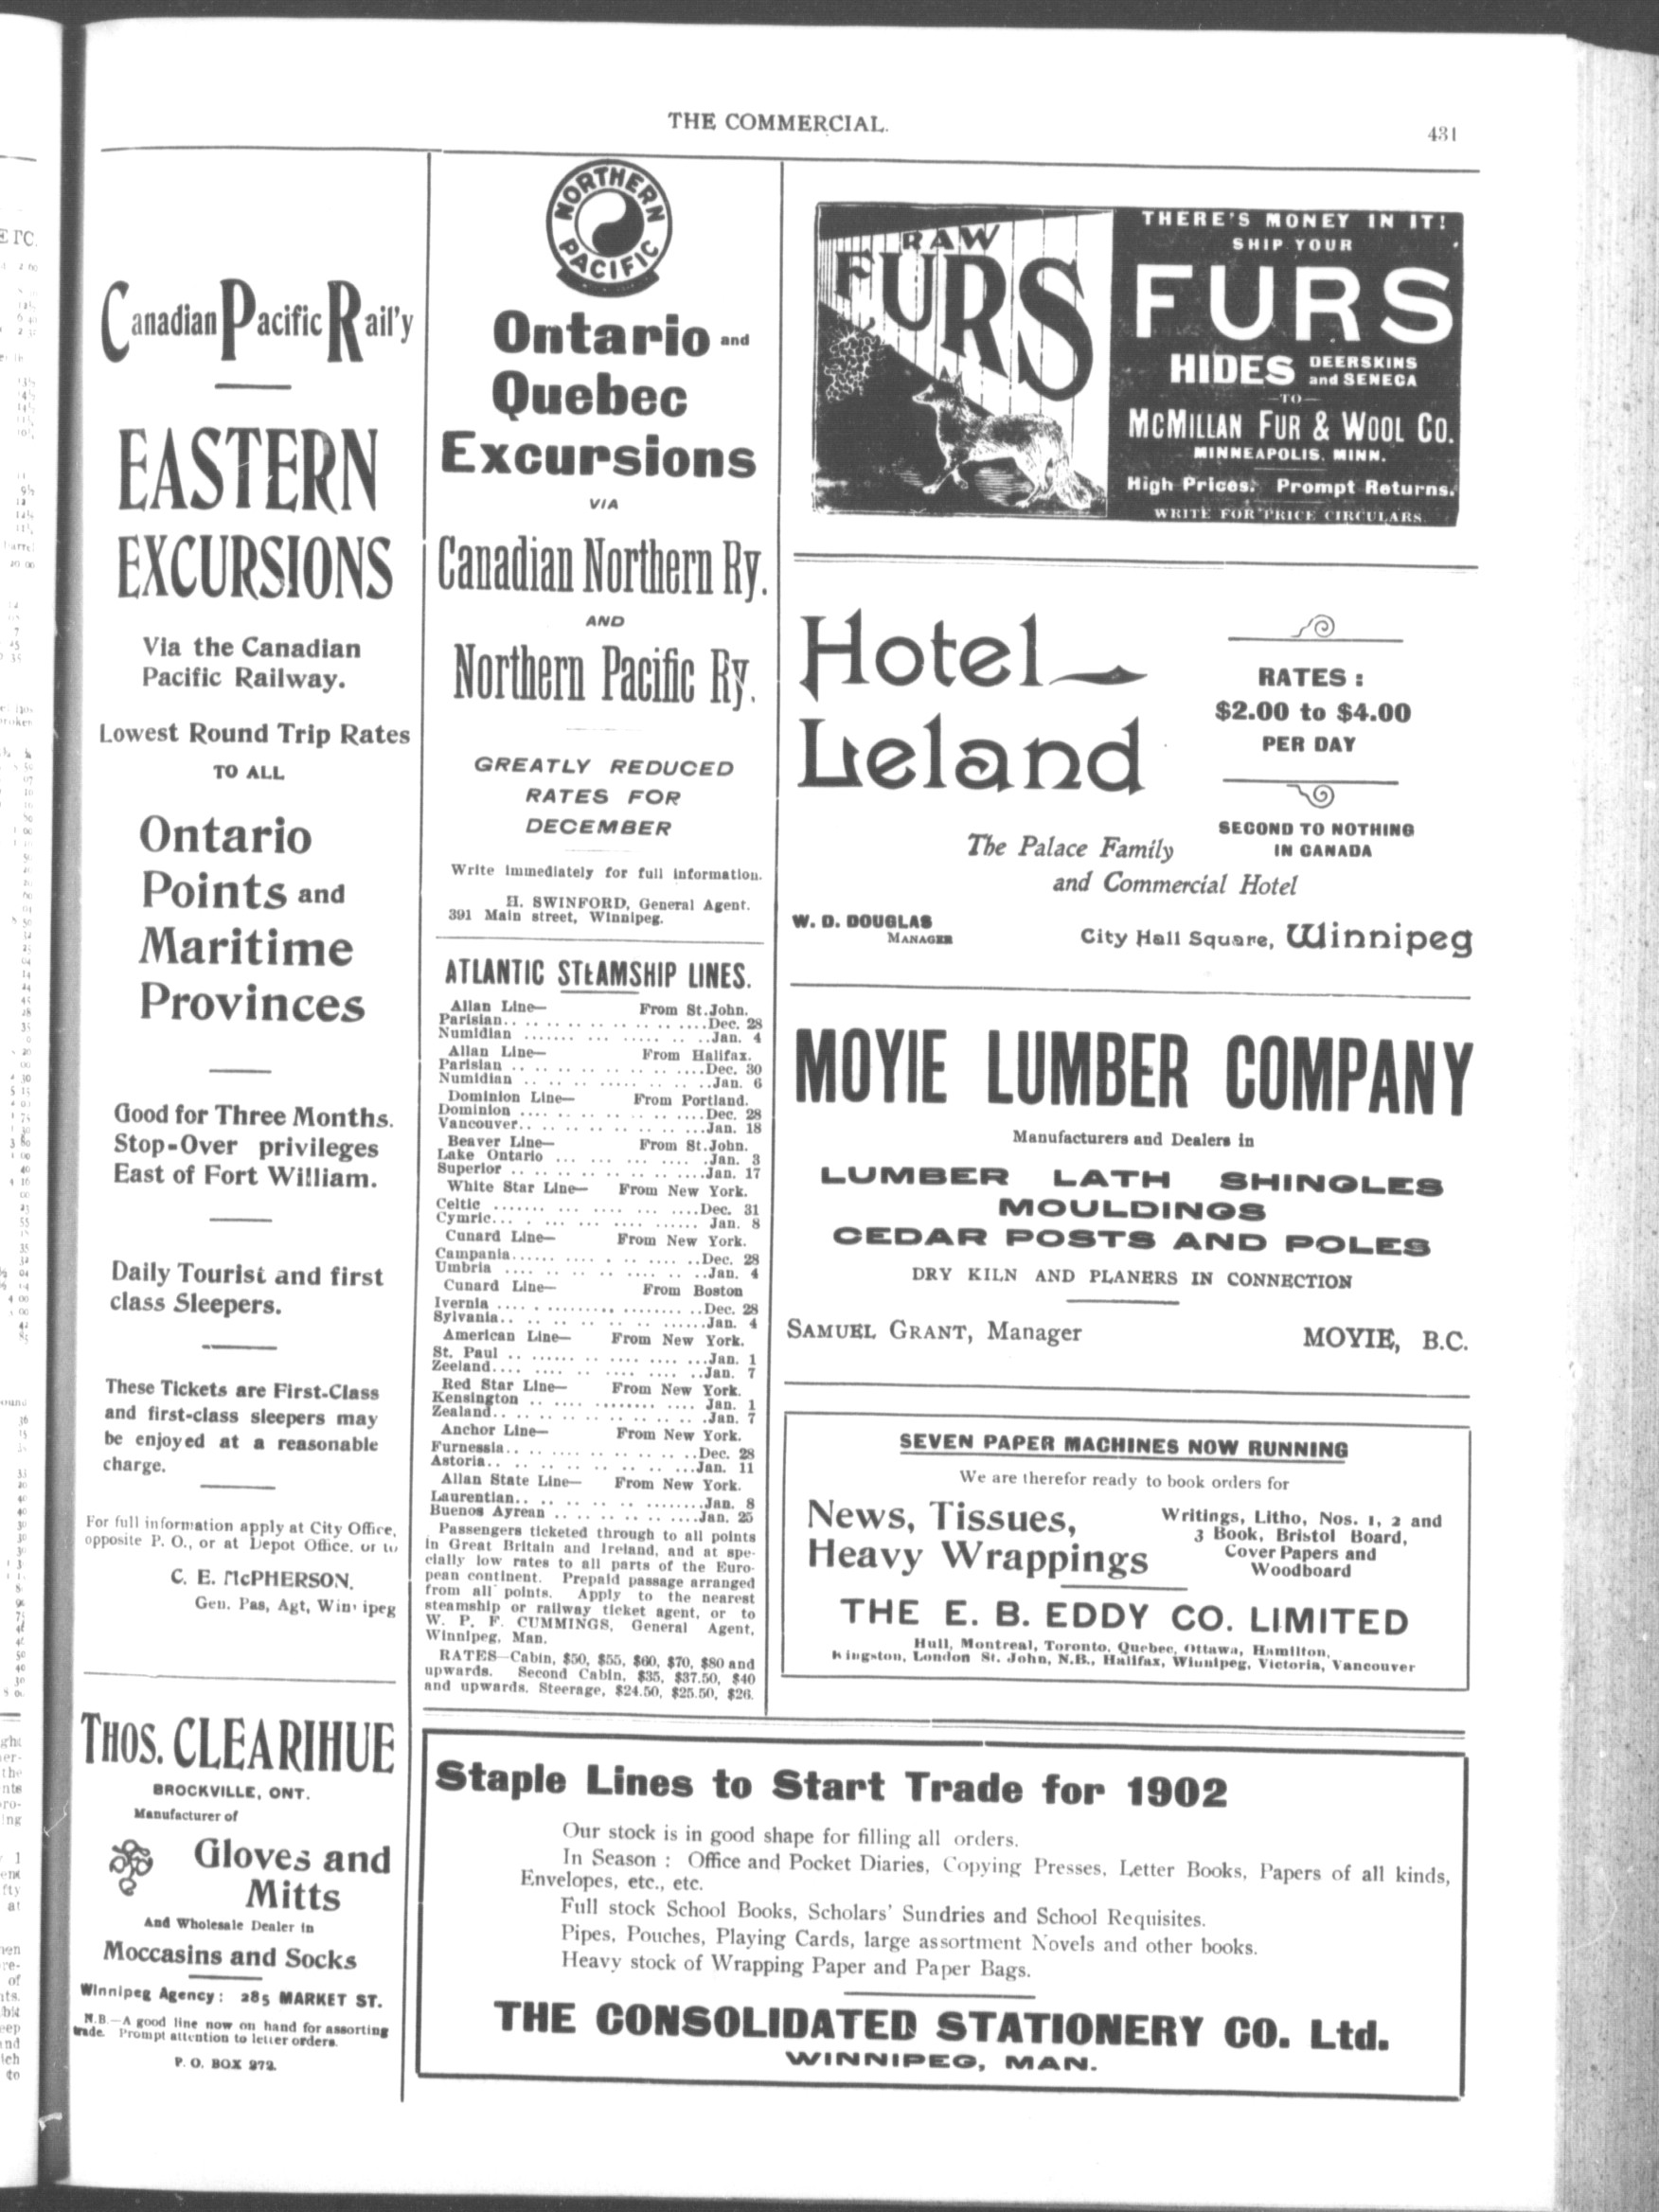 THE COMMERCIAL.
431
Canadian Pacific Rail'y
EASTERN
EXCURSIONS
Via the Canadian
Pacific Railway.
Lowest Round Trip Rates
TO ALL
Ontario
Points and
Maritime
Provinces
Good for Three Months.
Stop-Over privileges
East of Fort William.
Daily Tourist and first
class Sleepers.
These Tickets are First-Class
and first-class sleepers may
be enjoyed at a reasonable
charge.
For full information apply at City Office,
opposite P. O., or at Depot Office, or to
C. E. McPHERSON,
Gen. Pas, Agt, Winnipeg
THOS. CLEARIHUE
BROCKVILLE, ONT.
Manufacturer of
Gloves and
Mitts
And Wholesale Dealer in
Moccasins and Socks
Winnipeg Agency: 285 MARKET ST.
N.B.—A good line now on hand for assorting
trade. Prompt attention to letter orders.
P. O. BOX 972.
NORTHERN
PACIFIC
Ontario and
Quebec
Excursions
VIA
Canadian Northern Ry.
AND
Northern Pacific Ry.
GREATLY REDUCED
RATES FOR
DECEMBER
Write immediately for full information.
H. SWINFORD, General Agent.
391 Main street, Winnipeg.
ATLANTIC STEAMSHIP LINES.
Allan Line— From St.John.
Parisian.. .. .. .. .. .. .. .. ....Dec. 28
Numidian ....... ... ..... .. ..Jan. 4
Allan Line— From Halifax.
Parisian .. .. .. .. .. .. .. ....Dec. 30
Numidian .. .. .. ..... .. .. ..Jan. 6
Dominion Line— From Portland.
Dominion .... .. .. .. .. .. .. ....Dec. 28
Vancouver.. .. .. .. .. .. .. .. ...Jan. 18
Beaver Line— From St.John.
Lake Ontario ... ... ... .... .... .Jan. 3
Superior .. .. .. .. .. .. .. .. ....Jan. 17
White Star Line— From New York.
Celtic ....... ... .... ... .... ....Dec. 31
Cymric... . ... ... .... .... ...... Jan. 8
Cunard Line— From New York.
Campania...... .... .. . .. .... ..Dec. 28
Umbria .... .. .. .. .... .. .. ..Jan. 4
Cunard Line— From Boston
Ivernia .... . .......... .... .... .. ..Dec. 28
Sylvania.. .. .. .. .. .. .. ......Jan. 4
American Line— From New York.
St. Paul .. ...... .. .... .... ...Jan. 1
Zeeland.... .... .... .. .... .... ..Jan. 7
Red Star Line— From New York.
Kensington .. .... ......... .... Jan. 1
Zealand.. .. .. .. .. .. .. .. .. .Jan. 7
Anchor Line— From New York.
Furnessia.. .. .. .... .. .. .. .. ..Dec. 28
Astoria.. .. .. .. .. .. .. .. ...Jan. 11
Allan State Line— From New York.
Laurentian.. .. .. .. .. .. ........Jan. 8
Buenos Ayrean .. .. .. .. .. ....Jan. 25
Passengers ticketed through to all points
in Great Britain and Ireland, and at spe-
cially low rates to all parts of the Euro-
pean continent. Prepaid passage arranged
from all points. Apply to the nearest
steamship or railway ticket agent, or to
W. P. F. CUMMINGS, General Agent,
Winnipeg, Man.
RATES—Cabin, $50, $55, $60, $70, $80 and
upwards. Second Cabin, $35, $37.50, $40
and upwards. Steerage, $24.50, $25.50, $26.
RAW
FURS
THERE'S MONEY IN IT!
SHIP YOUR
FURS
HIDES DEERSKINS
and SENECA
—TO—
MCMILLAN FUR & WOOL CO.
MINNEAPOLIS, MINN.
High Prices. Prompt Returns.
WRITE FOR PRICE CIRCULARS.
Hotel
Leland
RATES:
$2.00 to $4.00
PER DAY
SECOND TO NOTHING
IN CANADA
The Palace Family
and Commercial Hotel
W. D. DOUGLAS
MANAGER
City Hall Square, Winnipeg
MOYIE LUMBER COMPANY
Manufacturers and Dealers in
LUMBER LATH SHINGLES
MOULDINGS
CEDAR POSTS AND POLES
DRY KILN AND PLANERS IN CONNECTION
SAMUEL GRANT, Manager MOYIE, B.C.
SEVEN PAPER MACHINES NOW RUNNING
We are therefor ready to book orders for
News, Tissues,
Heavy Wrappings
Writings, Litho, Nos. 1, 2 and
3 Book, Bristol Board,
Cover Papers and
Woodboard
THE E. B. EDDY CO. LIMITED
Hull, Montreal, Toronto, Quebec, Ottawa, Hamilton,
Kingston, London St. John, N.B., Halifax, Winnipeg, Victoria, Vancouver
Staple Lines to Start Trade for 1902
Our stock is in good shape for filling all orders.
In Season : Office and Pocket Diaries, Copying Presses, Letter Books, Papers of all kinds,
Envelopes, etc., etc.
Full stock School Books, Scholars' Sundries and School Requisites.
Pipes, Pouches, Playing Cards, large assortment Novels and other books.
Heavy stock of Wrapping Paper and Paper Bags.
THE CONSOLIDATED STATIONERY CO. Ltd.
WINNIPEG, MAN.